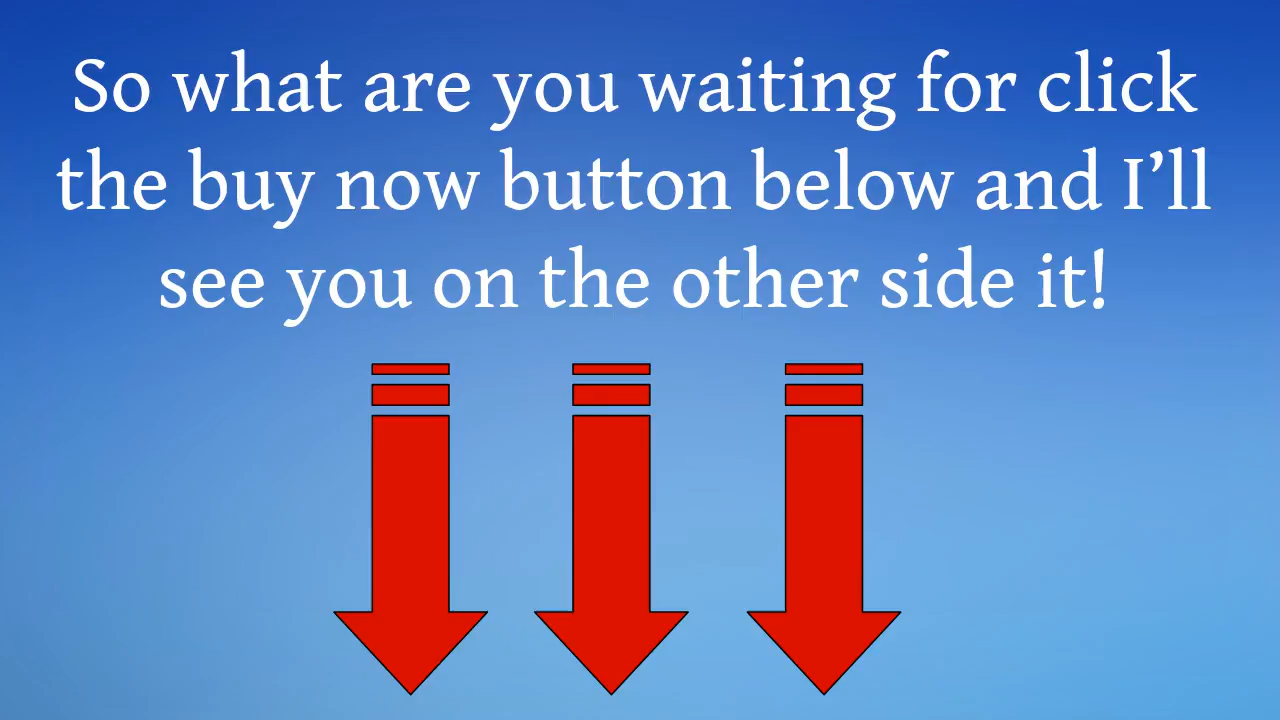 So what are you waiting for click
the buy now button below and I’ll
see you on the other side it!